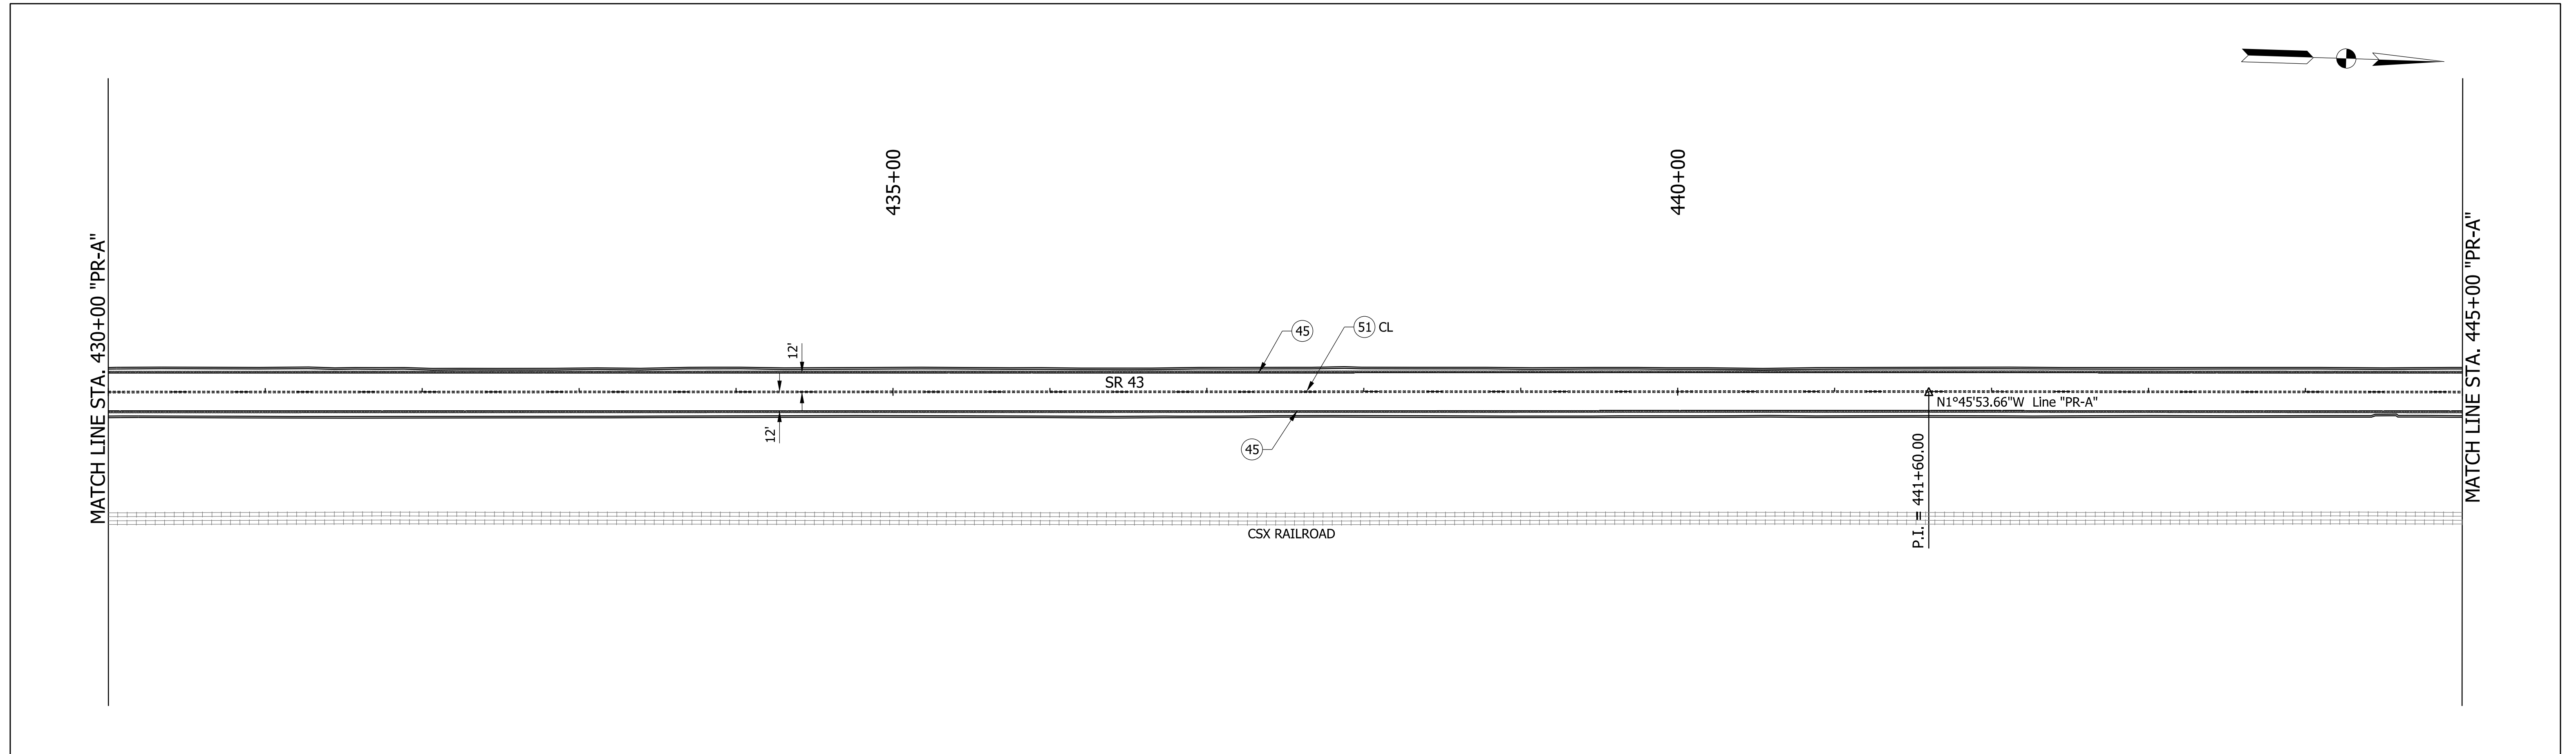 435+00
440+00
MATCH LINE STA. 430+00 "PR-A"
MATCH LINE STA. 445+00 "PR-A"
45
51 CL
12'
SR 43
N1°45'53.66"W Line "PR-A"
12'
45
P.I. = 441+60.00
CSX RAILROAD